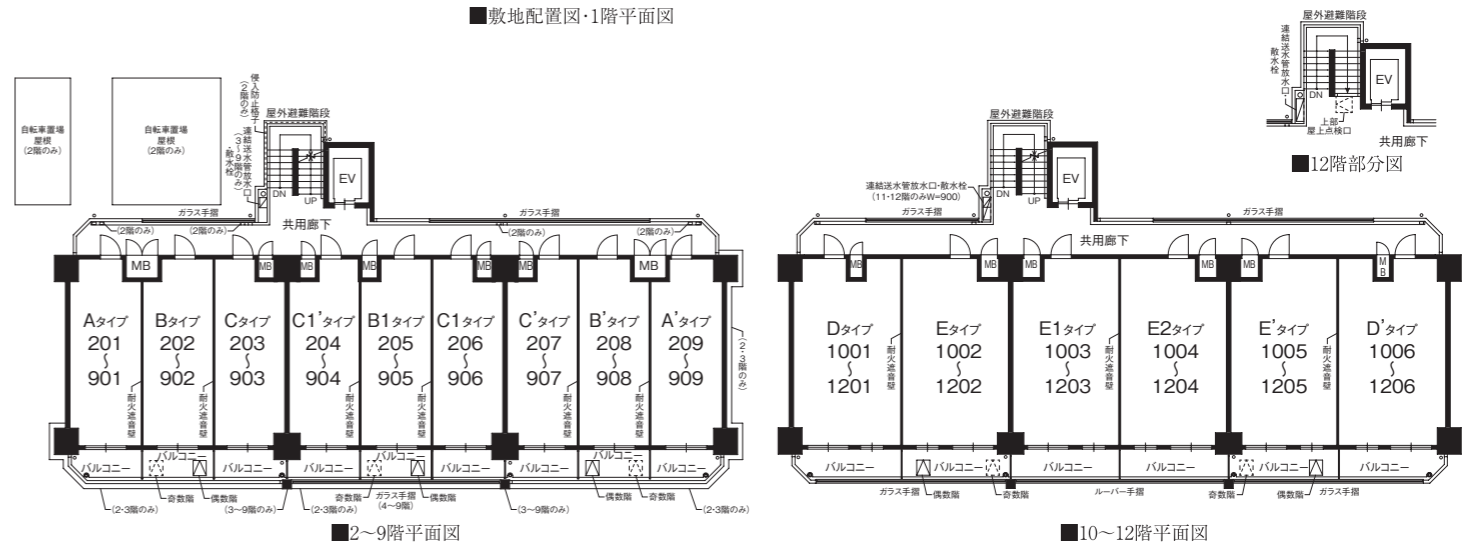 ■敷地配置図・1階平面図
自転車置場
屋根
(2階のみ)
自転車置場
屋根
(2階のみ)
侵入防止格子
(2階のみ)
連結送水管放水口
・散水栓
(3～9階のみ)
屋外避難階段
EV
DN
UP
ガラス手摺
ガラス手摺
(2階のみ)
(2階のみ)
共用廊下
(2階のみ)
(2階のみ)
MB
MB
MB
MB
MB
MB
MB
Aタイプ
201
～
901
Bタイプ
202
～
902
Cタイプ
203
～
903
C1'タイプ
204
～
904
B1タイプ
205
～
905
C1タイプ
206
～
906
C'タイプ
207
～
907
B'タイプ
208
～
908
A'タイプ
209
～
909
耐火遮音壁
耐火遮音壁
耐火遮音壁
耐火遮音壁
耐火遮音壁
耐火遮音壁
(2・3階のみ)
バルコニー
バルコニー
バルコニー
バルコニー
バルコニー
バルコニー
バルコニー
バルコニー
バルコニー
(2・3階のみ)
奇数階
偶数階
(3～9階のみ)
(2・3階のみ)
奇数階
ガラス手摺
(4～9階)
偶数階
(3～9階のみ)
偶数階
奇数階
(2・3階のみ)
■2～9階平面図
屋外避難階段
連結送水管放水口・
散水栓
EV
DN
上部
屋上点検口
共用廊下
■12階部分図
屋外避難階段
連結送水管放水口・散水栓
(11・12階のみW=900)
EV
DN
UP
ガラス手摺
ガラス手摺
共用廊下
MB
MB
MB
MB
MB
MB
Dタイプ
1001
～
1201
Eタイプ
1002
～
1202
E1タイプ
1003
～
1203
E2タイプ
1004
～
1204
E'タイプ
1005
～
1205
D'タイプ
1006
～
1206
耐火遮音壁
耐火遮音壁
耐火遮音壁
バルコニー
バルコニー
バルコニー
バルコニー
バルコニー
バルコニー
ガラス手摺
偶数階
奇数階
ルーバー手摺
奇数階
偶数階
ガラス手摺
■10～12階平面図